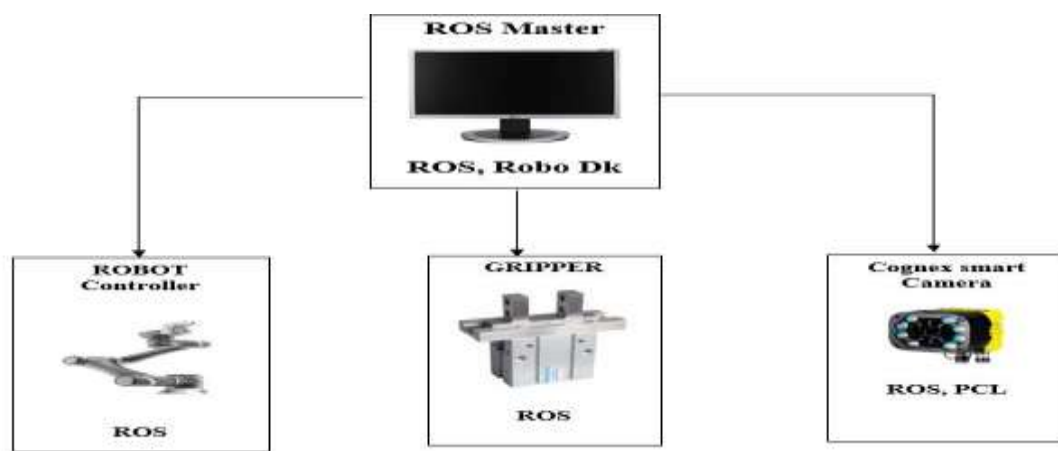 ROS Master
ROS, Robo Dk
ROBOT
Controller
ROS
GRIPPER
ROS
Cognex smart
Camera
ROS, PCL